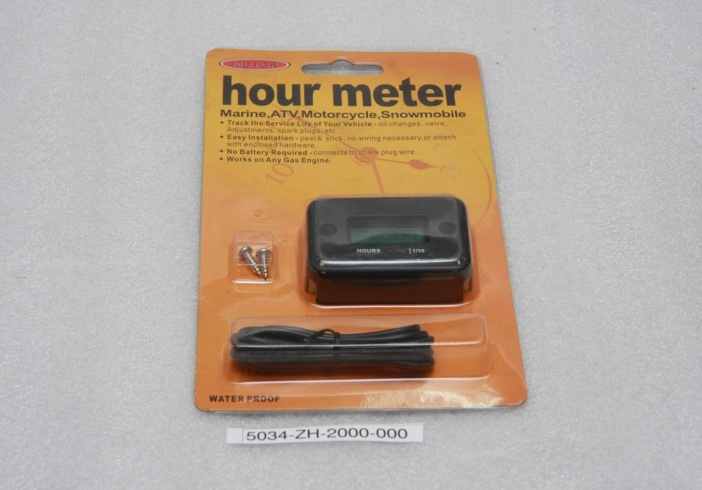 hour meter
Marine,ATV,Motorcycle,Snowmobile
• Track the Service Life of Your Vehicle - oil changes, valve,
Adjustments, spark plugs, etc.
• Easy Installation - peel & stick, no wiring necessary, or attach
with enclosed hardware.
• No Battery Required - connects to spark plug wire.
• Works on Any Gas Engine.
10
HOURS 1/10
WATER PROOF
5034-ZH-2000-000